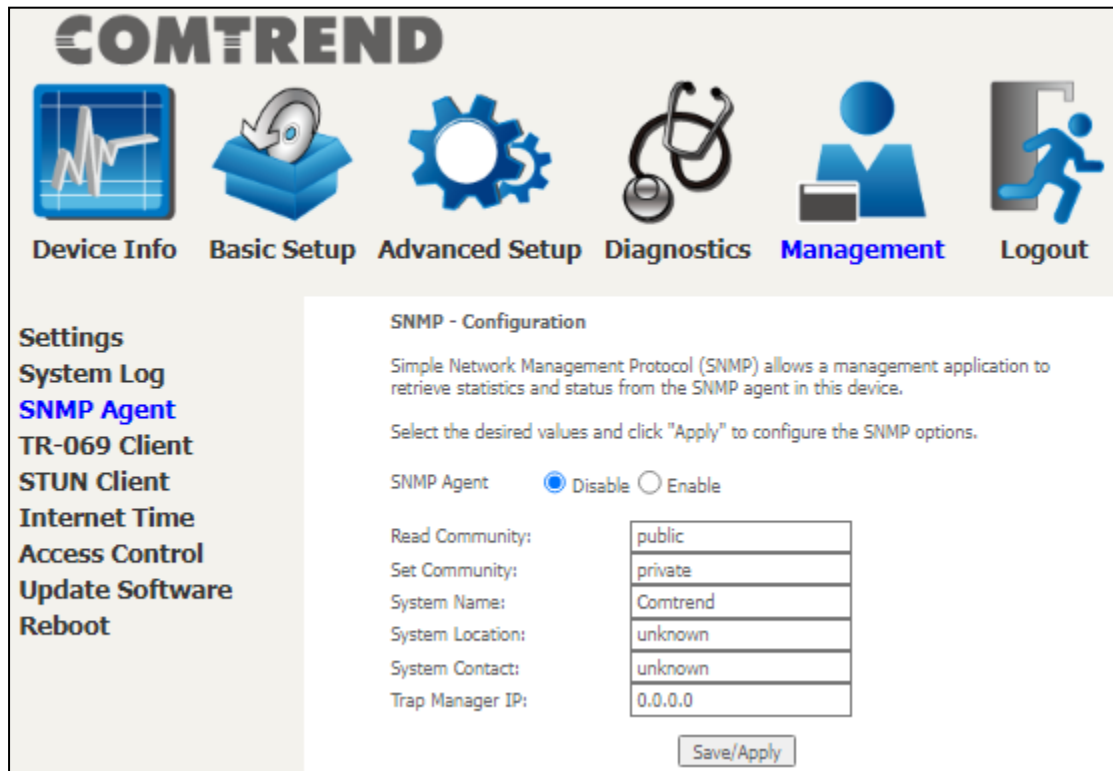 COMTREND
Device Info Basic Setup Advanced Setup Diagnostics Management Logout
Settings
System Log
SNMP Agent
TR-069 Client
STUN Client
Internet Time
Access Control
Update Software
Reboot
SNMP - Configuration
Simple Network Management Protocol (SNMP) allows a management application to
retrieve statistics and status from the SNMP agent in this device.
Select the desired values and click "Apply" to configure the SNMP options.
SNMP Agent Disable Enable
Read Community: public
Set Community: private
System Name: Comtrend
System Location: unknown
System Contact: unknown
Trap Manager IP: 0.0.0.0
Save/Apply